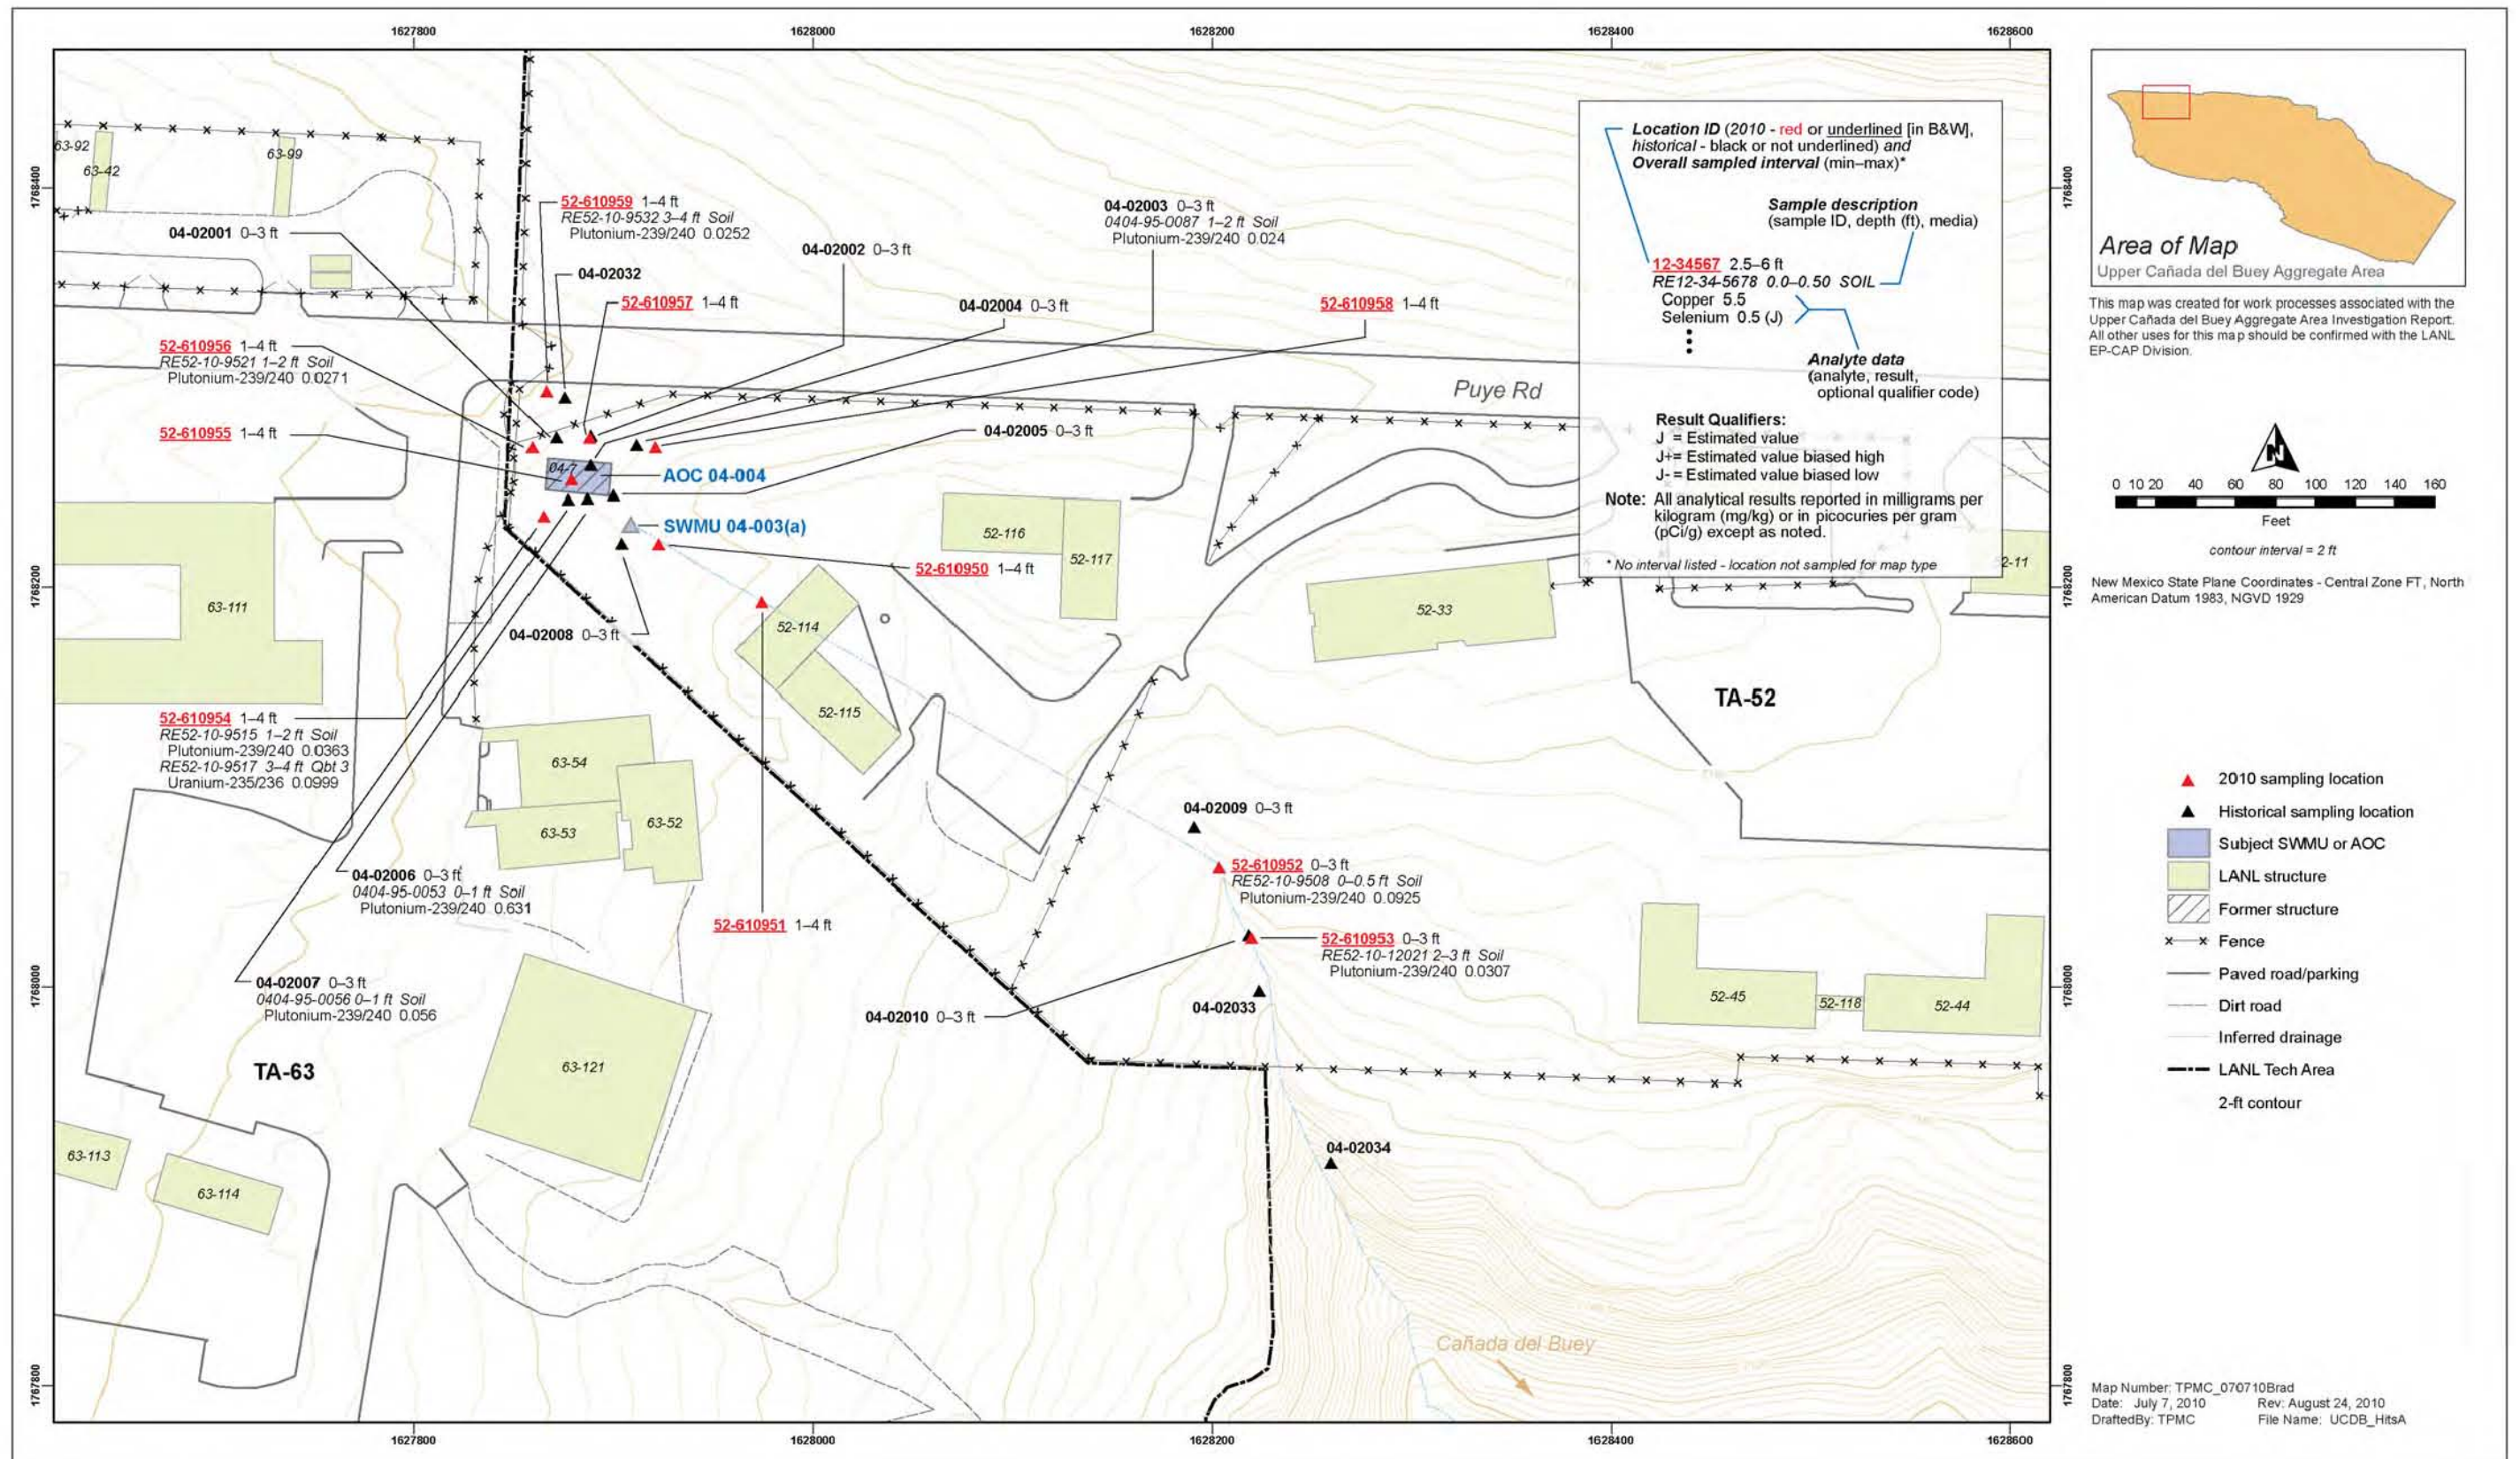 1627800
1628000
1628200
1628400
1628600
1768400
1768200
1768000
1767800
63-92
63-42
63-99
04-02001 0–3 ft
52-610959 1–4 ft
RE52-10-9532 3–4 ft Soil
Plutonium-239/240 0.0252
04-02032
52-610957 1–4 ft
04-02002 0–3 ft
04-02003 0–3 ft
0404-95-0087 1–2 ft Soil
Plutonium-239/240 0.024
04-02004 0–3 ft
52-610958 1–4 ft
52-610956 1–4 ft
RE52-10-9521 1–2 ft Soil
Plutonium-239/240 0.0271
52-610955 1–4 ft
04-02005 0–3 ft
Puye Rd
04-7
AOC 04-004
SWMU 04-003(a)
52-610950 1–4 ft
52-116
52-117
52-33
52-11
63-111
04-02008 0–3 ft
52-114
52-115
TA-52
52-610954 1–4 ft
RE52-10-9515 1–2 ft Soil
Plutonium-239/240 0.0363
RE52-10-9517 3–4 ft Qbt 3
Uranium-235/236 0.0999
63-54
63-53
63-52
04-02006 0–3 ft
0404-95-0053 0–1 ft Soil
Plutonium-239/240 0.631
52-610951 1–4 ft
04-02009 0–3 ft
52-610952 0–3 ft
RE52-10-9508 0–0.5 ft Soil
Plutonium-239/240 0.0925
52-610953 0–3 ft
RE52-10-12021 2–3 ft Soil
Plutonium-239/240 0.0307
04-02007 0–3 ft
0404-95-0056 0–1 ft Soil
Plutonium-239/240 0.056
04-02010 0–3 ft
04-02033
52-45
52-118
52-44
TA-63
63-121
04-02034
63-113
63-114
Cañada del Buey
Location ID (2010 - red or underlined [in B&W],
historical - black or not underlined) and
Overall sampled interval (min–max)*
Sample description
(sample ID, depth (ft), media)
12-34567 2.5–6 ft
RE12-34-5678 0.0–0.50 SOIL
Copper 5.5
Selenium 0.5 (J)
Analyte data
(analyte, result,
optional qualifier code)
Result Qualifiers:
J = Estimated value
J+= Estimated value biased high
J- = Estimated value biased low
Note: All analytical results reported in milligrams per
kilogram (mg/kg) or in picocuries per gram
(pCi/g) except as noted.
* No interval listed - location not sampled for map type
1768400
1768200
1768000
1767800
1627800
1628000
1628200
1628400
1628600
Area of Map
Upper Cañada del Buey Aggregate Area
This map was created for work processes associated with the
Upper Cañada del Buey Aggregate Area Investigation Report.
All other uses for this map should be confirmed with the LANL
EP-CAP Division.
N
0 10 20 40 60 80 100 120 140 160
Feet
contour interval = 2 ft
New Mexico State Plane Coordinates - Central Zone FT, North
American Datum 1983, NGVD 1929
2010 sampling location
Historical sampling location
Subject SWMU or AOC
LANL structure
Former structure
Fence
Paved road/parking
Dirt road
Inferred drainage
LANL Tech Area
2-ft contour
Map Number: TPMC_070710Brad
Date: July 7, 2010 Rev: August 24, 2010
DraftedBy: TPMC File Name: UCDB_HitsA